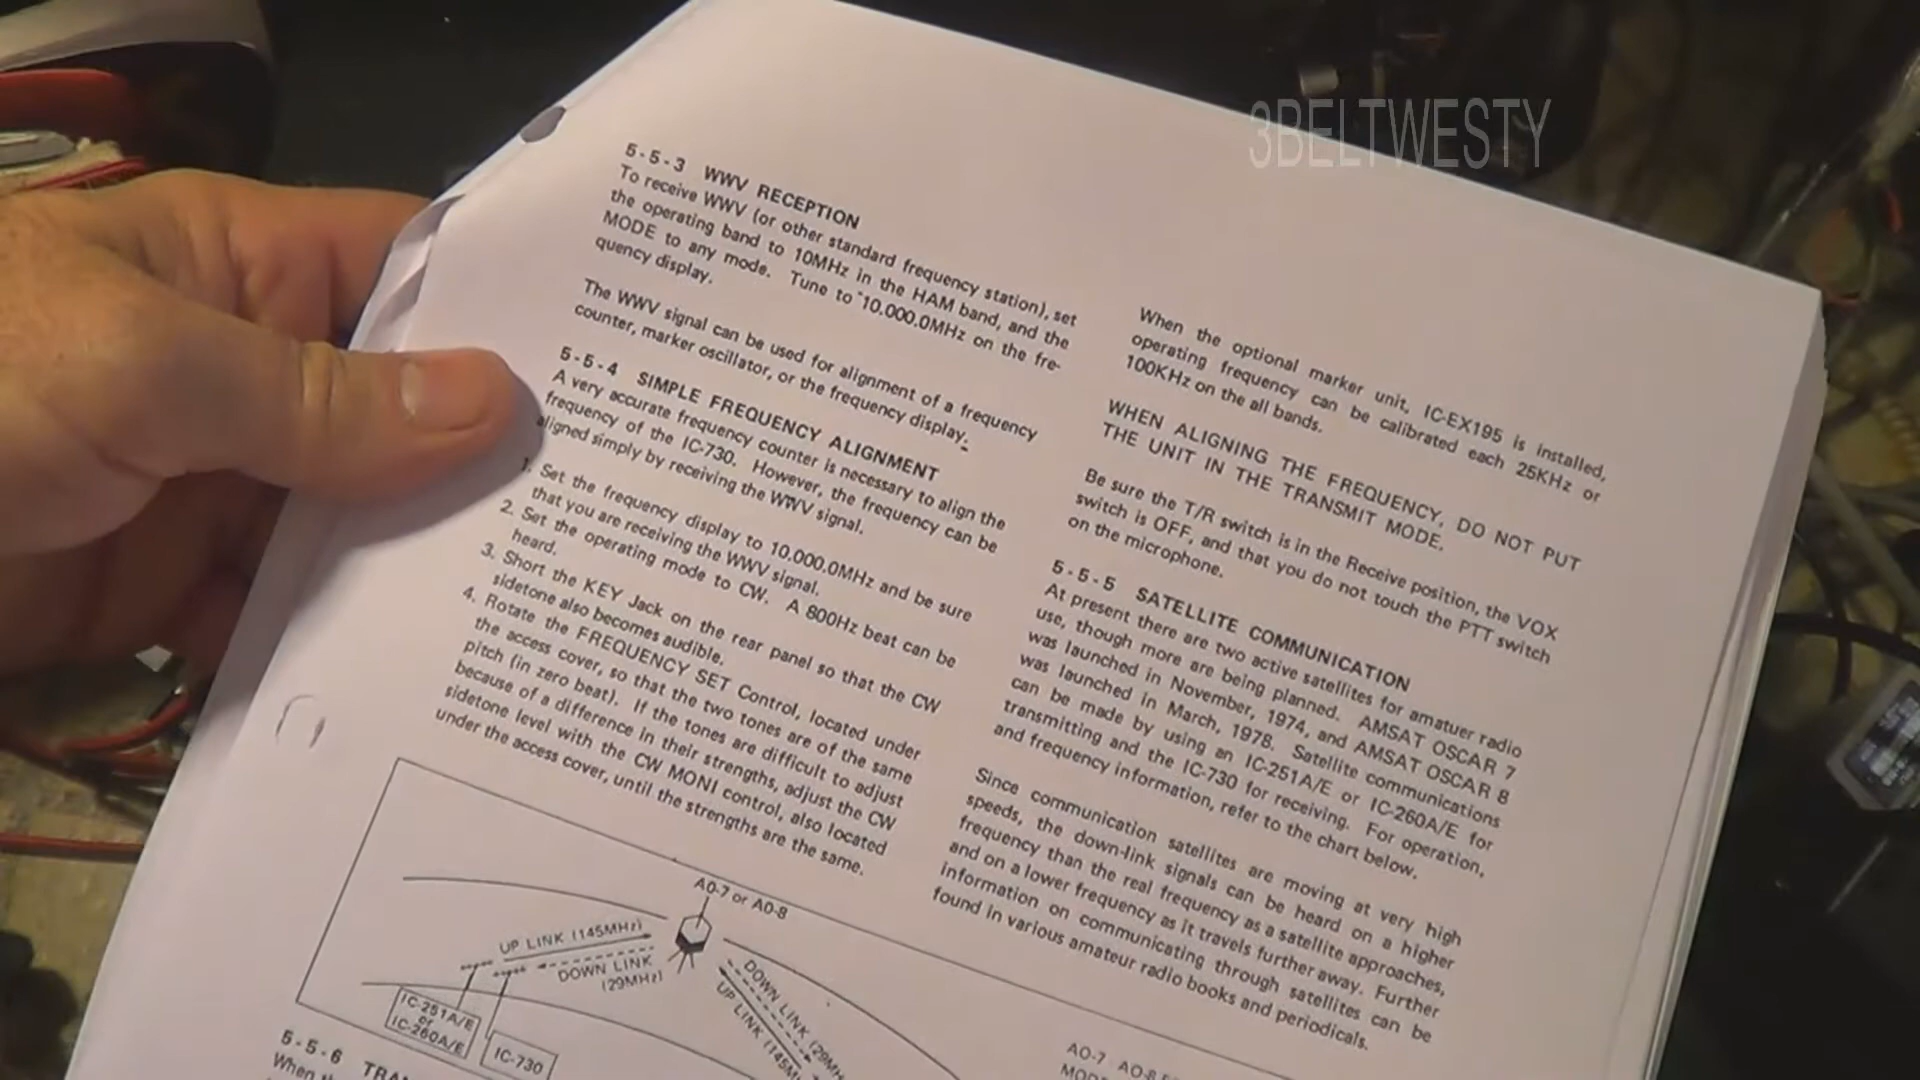 3BELTWESTY
5-5-3 WWV RECEPTION
To receive WWV (or other standard frequency station), set
the operating band to 10MHz in the HAM band, and the
MODE to any mode. Tune to 10.000.0MHz on the fre-
quency display.
The WWV signal can be used for alignment of a frequency
counter, marker oscillator, or the frequency display.
5-5-4 SIMPLE FREQUENCY ALIGNMENT
A very accurate frequency counter is necessary to align the
frequency of the IC-730. However, the frequency can be
aligned simply by receiving the WWV signal.
1. Set the frequency display to 10.000.0MHz and be sure
that you are receiving the WWV signal.
2. Set the operating mode to CW. A 800Hz beat can be
heard.
3. Short the KEY Jack on the rear panel so that the CW
sidetone also becomes audible.
4. Rotate the FREQUENCY SET Control, located under
the access cover, so that the two tones are of the same
pitch (in zero beat). If the tones are difficult to adjust
because of a difference in their strengths, adjust the CW
sidetone level with the CW MONI control, also located
under the access cover, until the strengths are the same.
When the optional marker unit, IC-EX195 is installed,
operating frequency can be calibrated each 25KHz or
100KHz on the all bands.
WHEN ALIGNING THE FREQUENCY, DO NOT PUT
THE UNIT IN THE TRANSMIT MODE.
Be sure the T/R switch is in the Receive position, the VOX
switch is OFF, and that you do not touch the PTT switch
on the microphone.
5-5-5 SATELLITE COMMUNICATION
At present there are two active satellites for amatuer radio
use, though more are being planned. AMSAT OSCAR 7
was launched in November, 1974, and AMSAT OSCAR 8
was launched in March, 1978. Satellite communications
can be made by using an IC-251A/E or IC-260A/E for
transmitting and the IC-730 for receiving. For operation,
and frequency information, refer to the chart below.
Since communication satellites are moving at very high
speeds, the down-link signals can be heard on a higher
frequency than the real frequency as a satellite approaches,
and on a lower frequency as it travels further away. Further
information on communicating through satellites can be
found in various amateur radio books and periodicals.
A0-7 or A0-8
UP LINK (145MHz)
DOWN LINK
(29MHz)
DOWN LINK (29MH
UP LINK (145M
IC-251A/E
or
IC-260A/E
IC-730
A0-7 A0-8
MOD
5-5-6 TRAN
When th